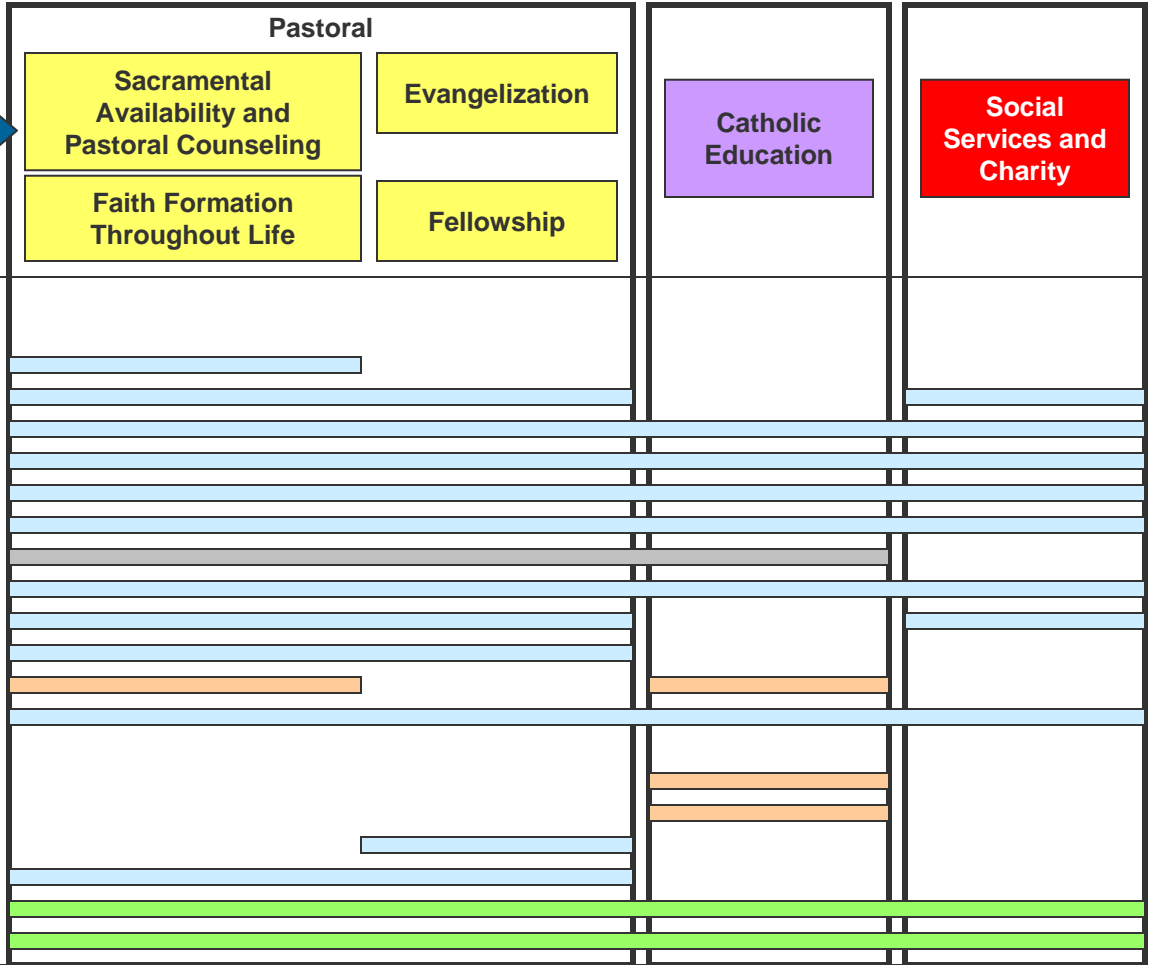 Pastoral
Sacramental
Availability and
Pastoral Counseling
Evangelization
Faith Formation
Throughout Life
Fellowship
Catholic
Education
Social
Services and
Charity